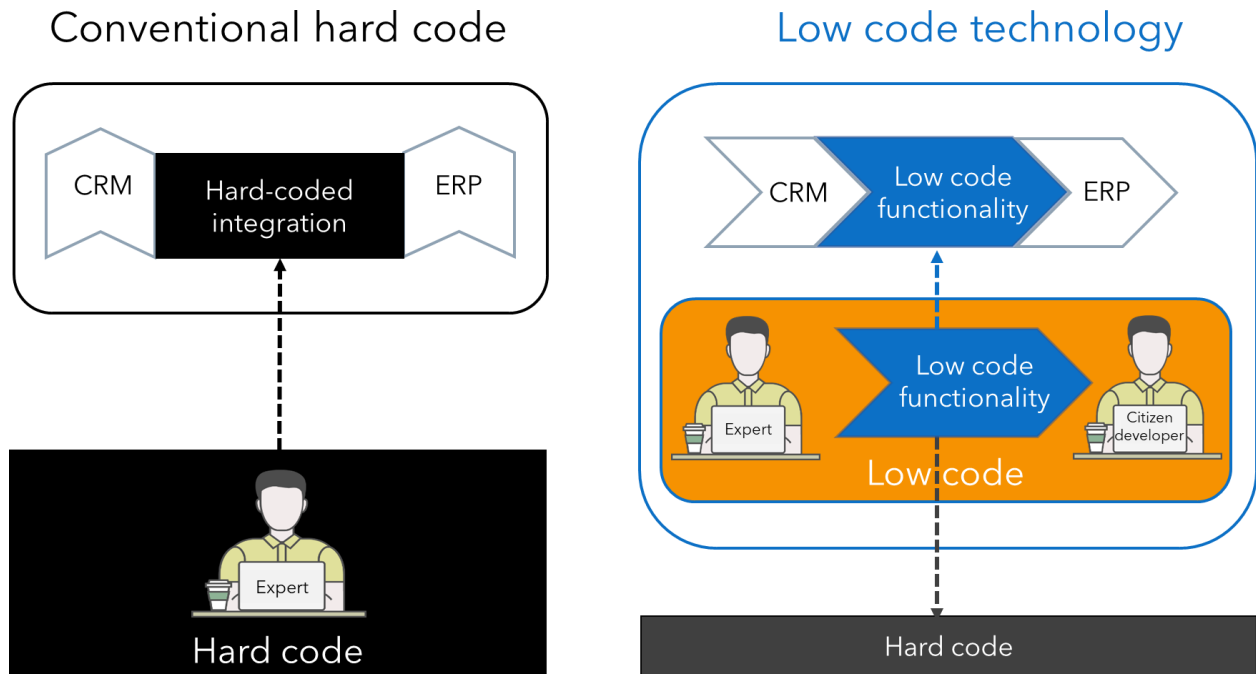 Conventional hard code
CRM
Hard-coded
integration
ERP
Expert
Hard code
Low code technology
CRM
Low code
functionality
ERP
Expert
Low code
functionality
Citizen
developer
Low code
Hard code